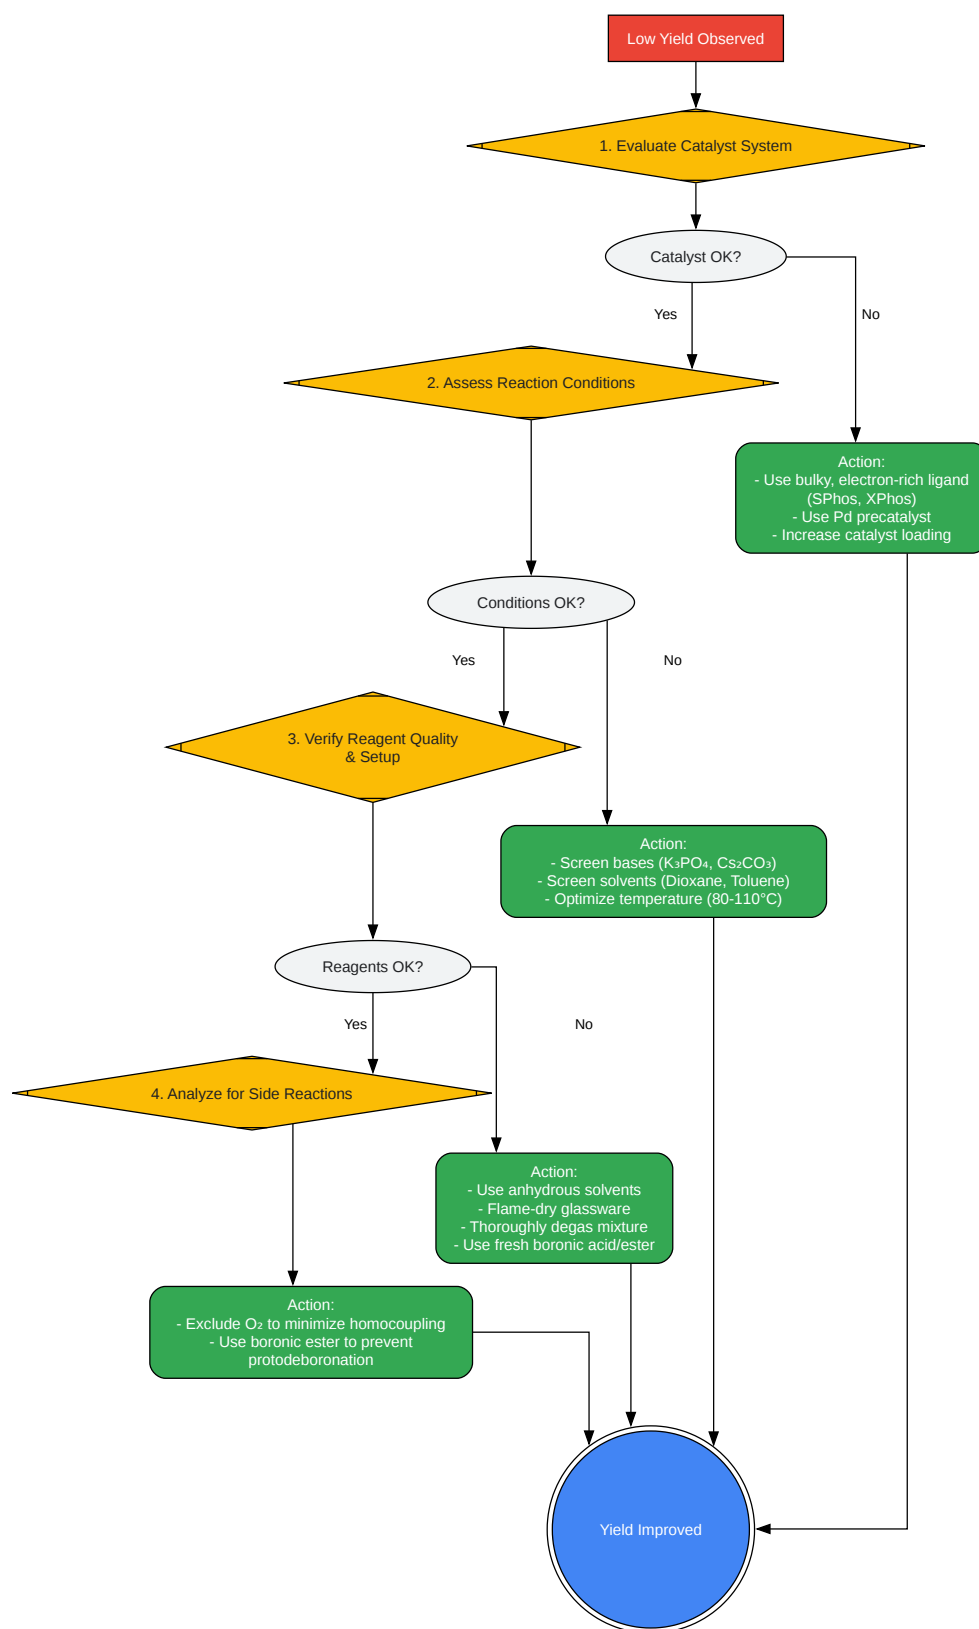 Low Yield Observed
1. Evaluate Catalyst System
Catalyst OK?
Yes
No
2. Assess Reaction Conditions
Action:
- Use bulky, electron-rich ligand
(SPhos, XPhos)
- Use Pd precatalyst
- Increase catalyst loading
Conditions OK?
Yes
No
3. Verify Reagent Quality
& Setup
Action:
- Screen bases (K₃PO₄, Cs₂CO₃)
- Screen solvents (Dioxane, Toluene)
- Optimize temperature (80-110°C)
Reagents OK?
Yes
No
4. Analyze for Side Reactions
Action:
- Use anhydrous solvents
- Flame-dry glassware
- Thoroughly degas mixture
- Use fresh boronic acid/ester
Action:
- Exclude O₂ to minimize homocoupling
- Use boronic ester to prevent
protodeboronation
Yield Improved